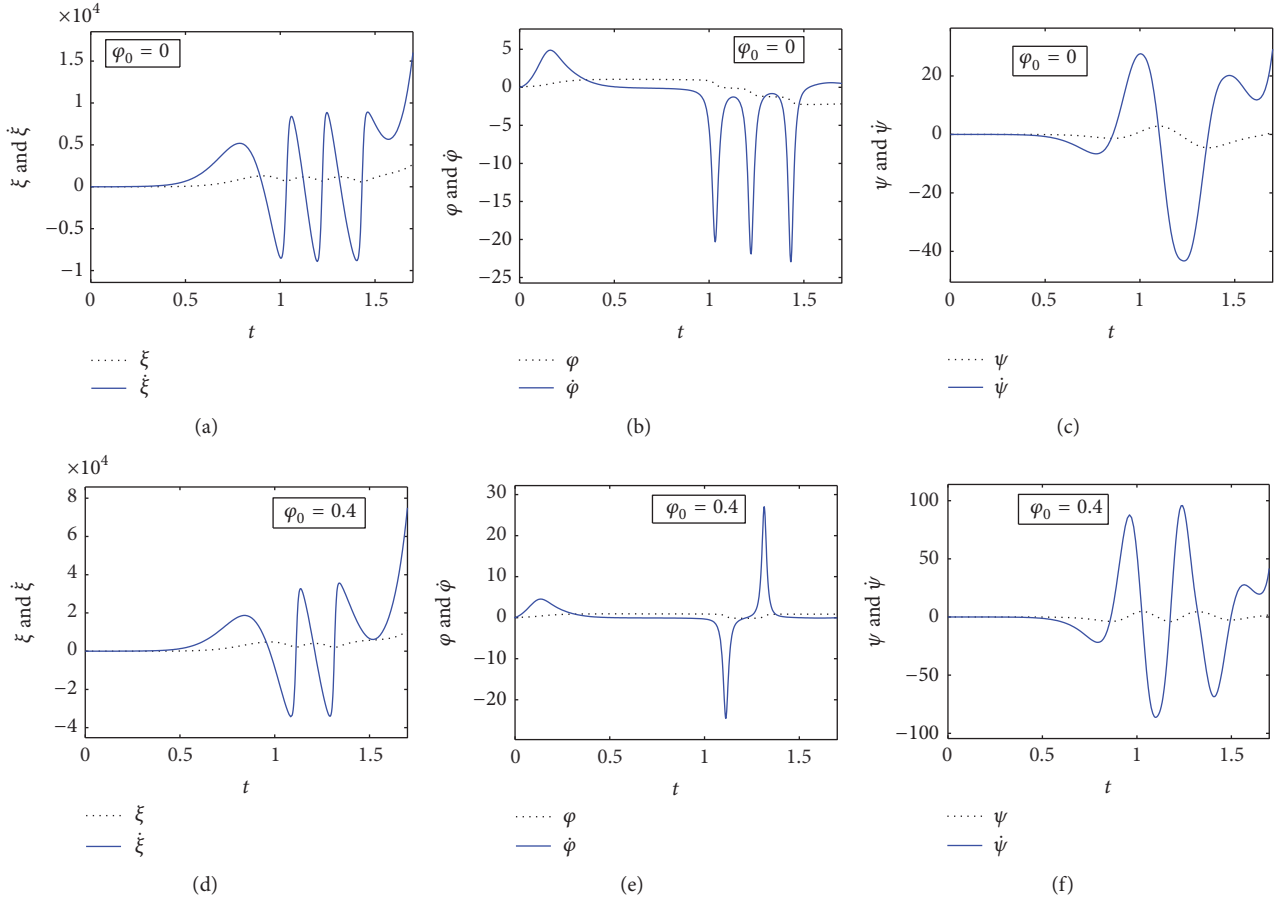 ×10⁴
φ₀ = 0
1.5
1
0.5
0
−0.5
−1
ξ and ξ̇
0 0.5 1 1.5
t
ξ
ξ̇
(a)
φ₀ = 0
5
0
−5
−10
−15
−20
−25
φ and φ̇
0 0.5 1 1.5
t
φ
φ̇
(b)
φ₀ = 0
20
0
−20
−40
ψ and ψ̇
0 0.5 1 1.5
t
ψ
ψ̇
(c)
×10⁴
φ₀ = 0.4
8
6
4
2
0
−2
−4
ξ and ξ̇
0 0.5 1 1.5
t
ξ
ξ̇
(d)
φ₀ = 0.4
30
20
10
0
−10
−20
φ and φ̇
0 0.5 1 1.5
t
φ
φ̇
(e)
φ₀ = 0.4
100
50
0
−50
−100
ψ and ψ̇
0 0.5 1 1.5
t
ψ
ψ̇
(f)